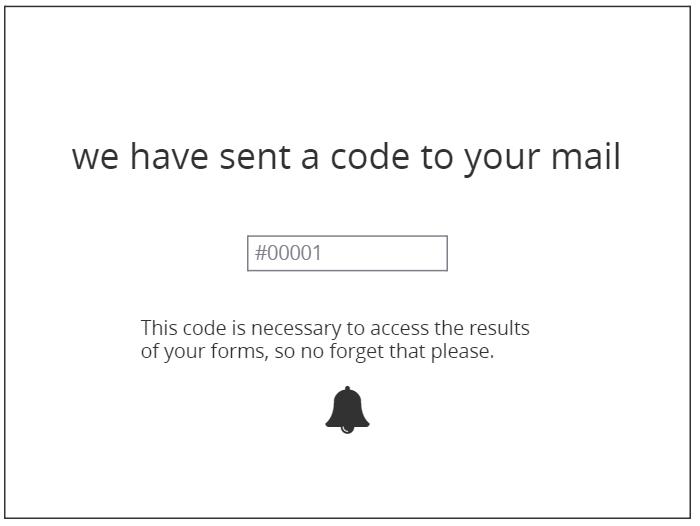 we have sent a code to your mail
#00001
This code is necessary to access the results
of your forms, so no forget that please.